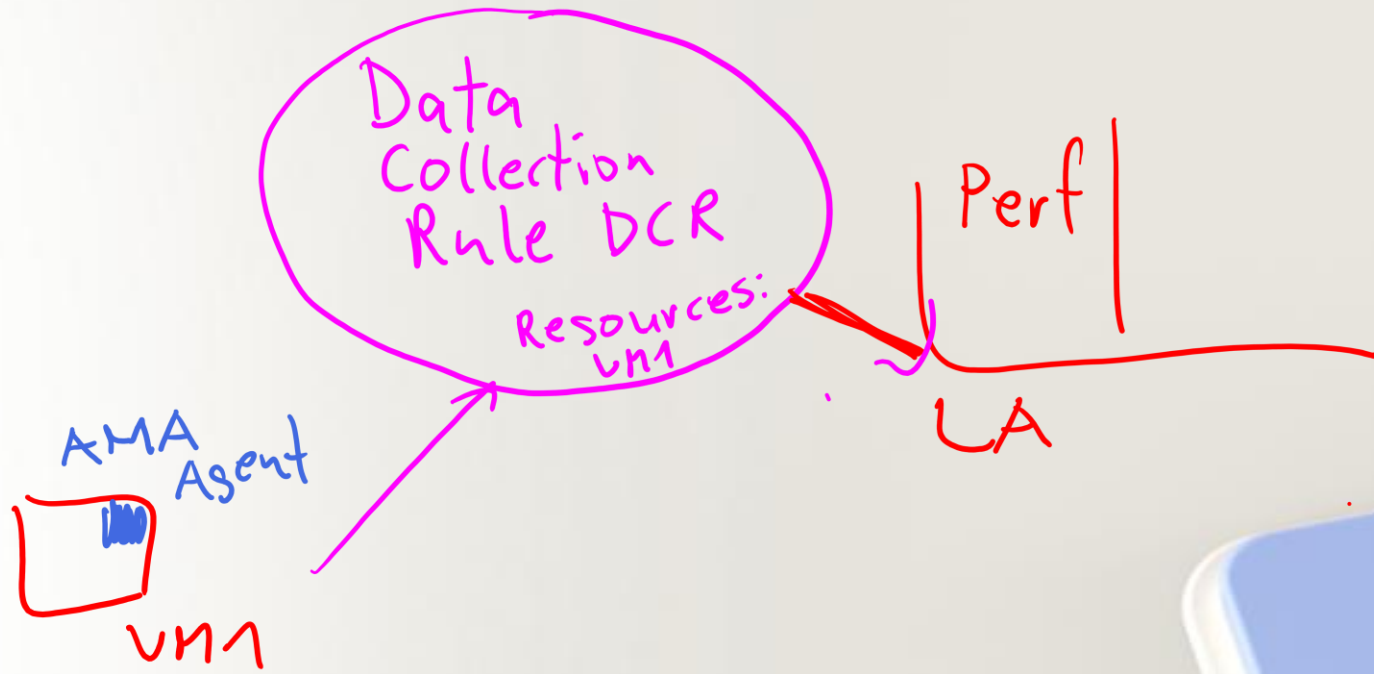 Data
Collection
Rule DCR
Resources:
VM1
Perf
LA
AMA
Agent
VM1